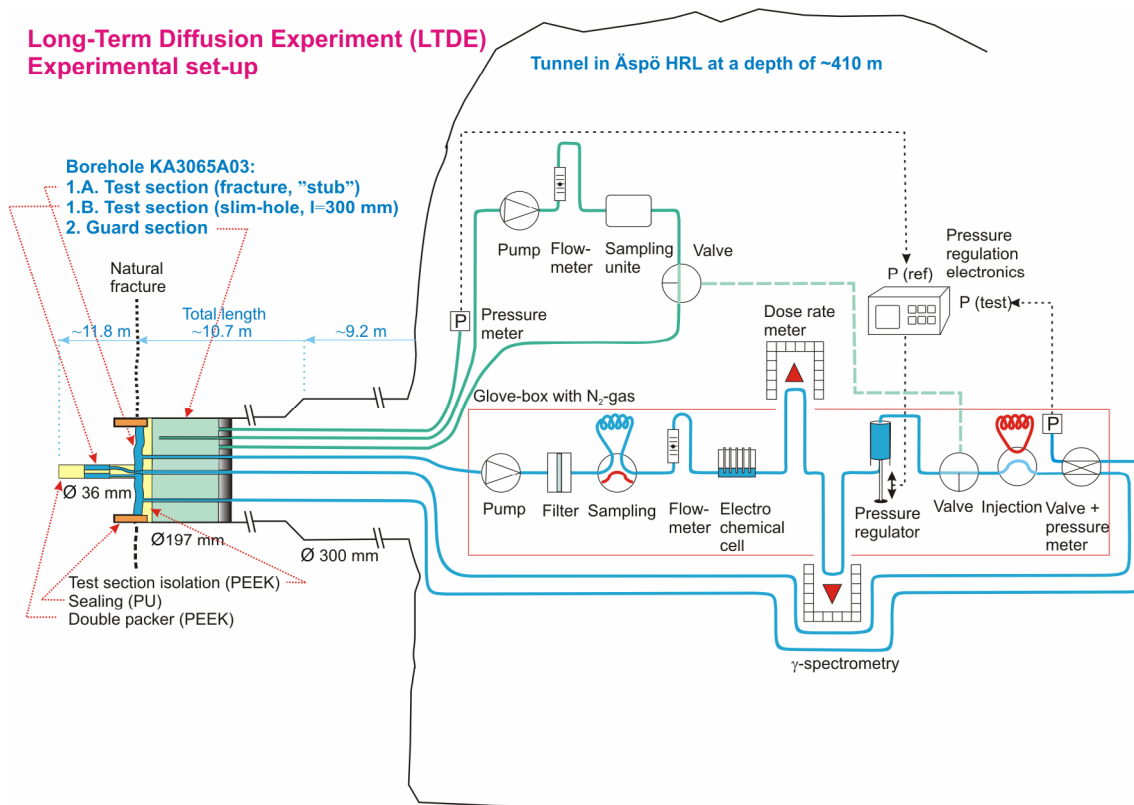 Long-Term Diffusion Experiment (LTDE)
Experimental set-up
Tunnel in Äspö HRL at a depth of ~410 m
Borehole KA3065A03:
1.A. Test section (fracture, ”stub”)
1.B. Test section (slim-hole, l=300 mm)
2. Guard section
Natural
fracture
Total length
~11.8 m
~10.7 m
~9.2 m
Pump
Flow-
meter
Sampling
unite
Valve
P
Pressure
meter
Pressure
regulation
electronics
P (ref)
P (test)
Dose rate
meter
Glove-box with N2-gas
P
Pump
Filter
Sampling
Flow-
meter
Electro
chemical
cell
Pressure
regulator
Valve
Injection
Valve +
pressure
meter
Ø 36 mm
Ø197 mm
Ø 300 mm
Test section isolation (PEEK)
Sealing (PU)
Double packer (PEEK)
γ-spectrometry